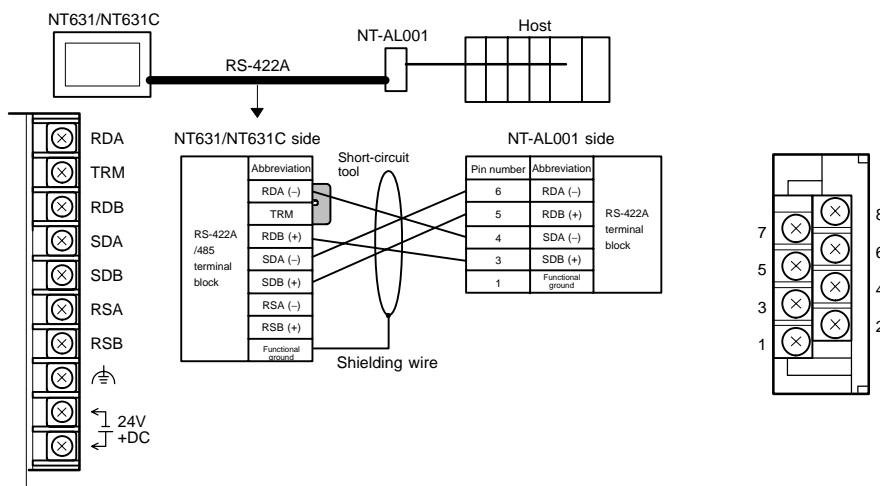 NT631/NT631C
NT-AL001
Host
RS-422A
RDA
TRM
RDB
SDA
SDB
RSA
RSB
24V
+DC
NT631/NT631C side
Short-circuit
tool
RS-422A
/485
terminal
block
Abbreviation
RDA (–)
TRM
RDB (+)
SDA (–)
SDB (+)
RSA (–)
RSB (+)
Functional
ground
Shielding wire
NT-AL001 side
Pin number Abbreviation
6 RDA (–)
5 RDB (+)
4 SDA (–)
3 SDB (+)
1 Functional
ground
RS-422A
terminal
block
7
5
3
1
8
6
4
2